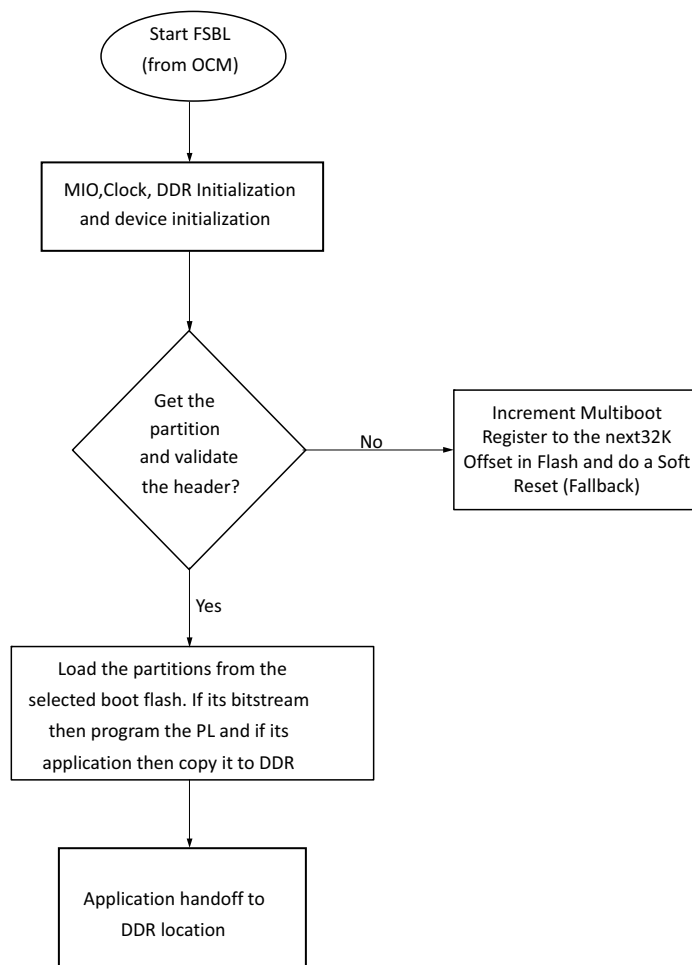 Start FSBL
(from OCM)
MIO,Clock, DDR Initialization
and device initialization
Get the
partition
and validate
the header?
No
Increment Multiboot
Register to the next32K
Offset in Flash and do a Soft
Reset (Fallback)
Yes
Load the partitions from the
selected boot flash. If its bitstream
then program the PL and if its
application then copy it to DDR
Application handoff to
DDR location